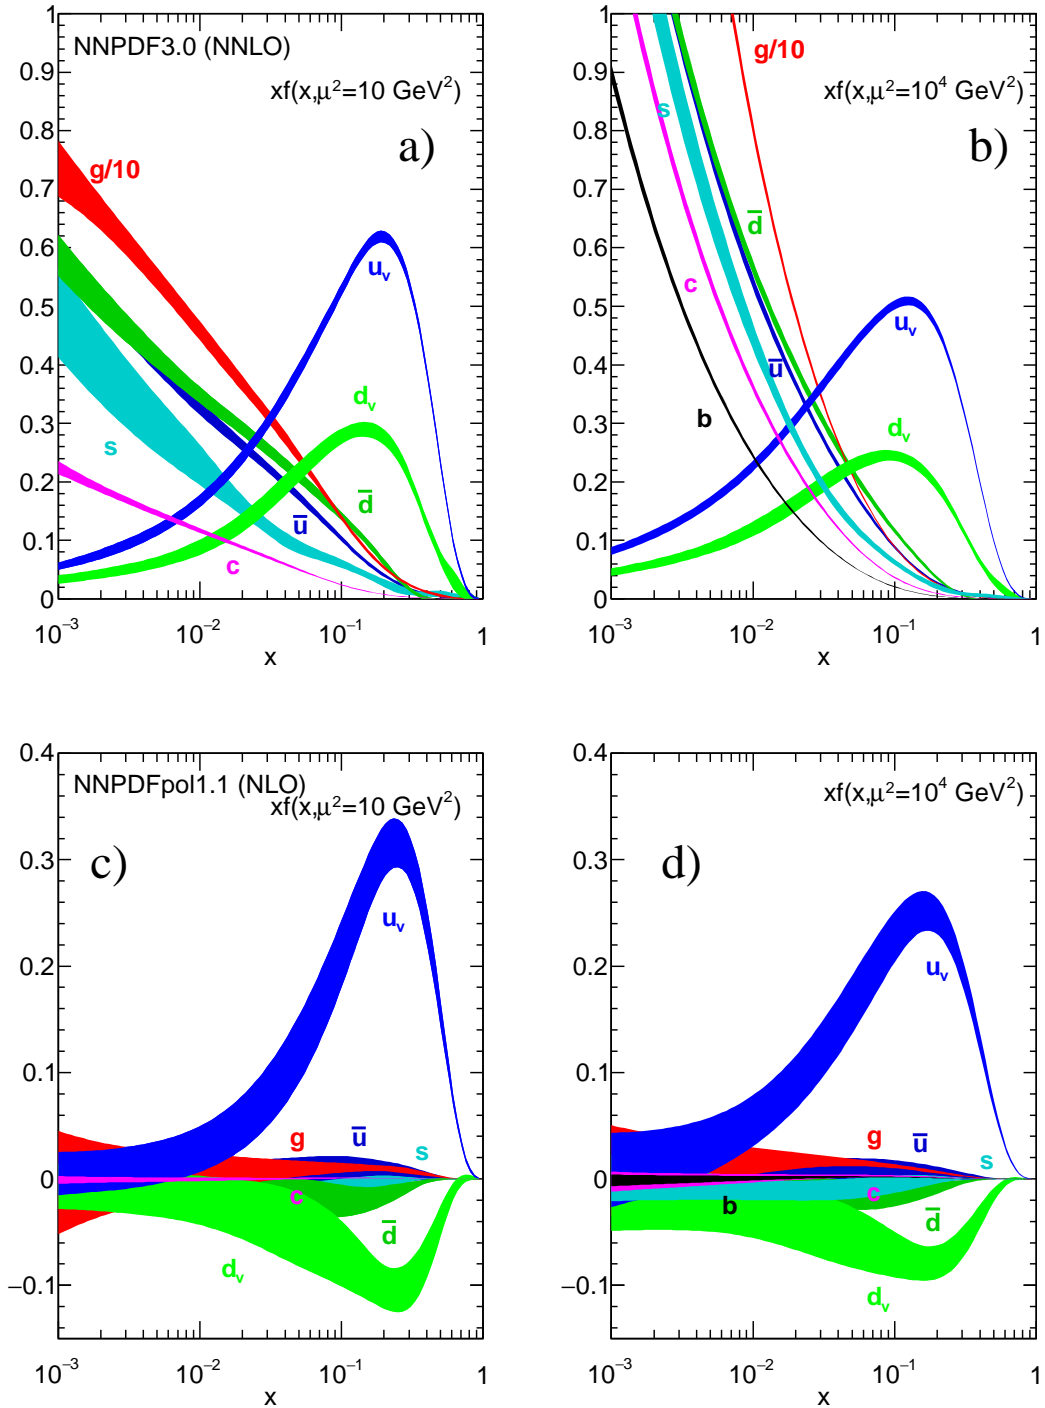 NNPDF3.0 (NNLO)
xf(x,μ²=10 GeV²)
a)
g/10
u_v
d_v
s
d̅
u̅
c
1
0.9
0.8
0.7
0.6
0.5
0.4
0.3
0.2
0.1
0
10⁻³
10⁻²
10⁻¹
1
x
xf(x,μ²=10⁴ GeV²)
b)
g/10
s
d̅
c
u_v
u̅
b
d_v
1
0.9
0.8
0.7
0.6
0.5
0.4
0.3
0.2
0.1
0
10⁻³
10⁻²
10⁻¹
1
x
NNPDFpol1.1 (NLO)
xf(x,μ²=10 GeV²)
c)
u_v
g
u̅
s
c
d̅
d_v
0.4
0.3
0.2
0.1
0
−0.1
10⁻³
10⁻²
10⁻¹
1
x
xf(x,μ²=10⁴ GeV²)
d)
u_v
g
u̅
s
c
b
d̅
d_v
0.4
0.3
0.2
0.1
0
−0.1
10⁻³
10⁻²
10⁻¹
1
x